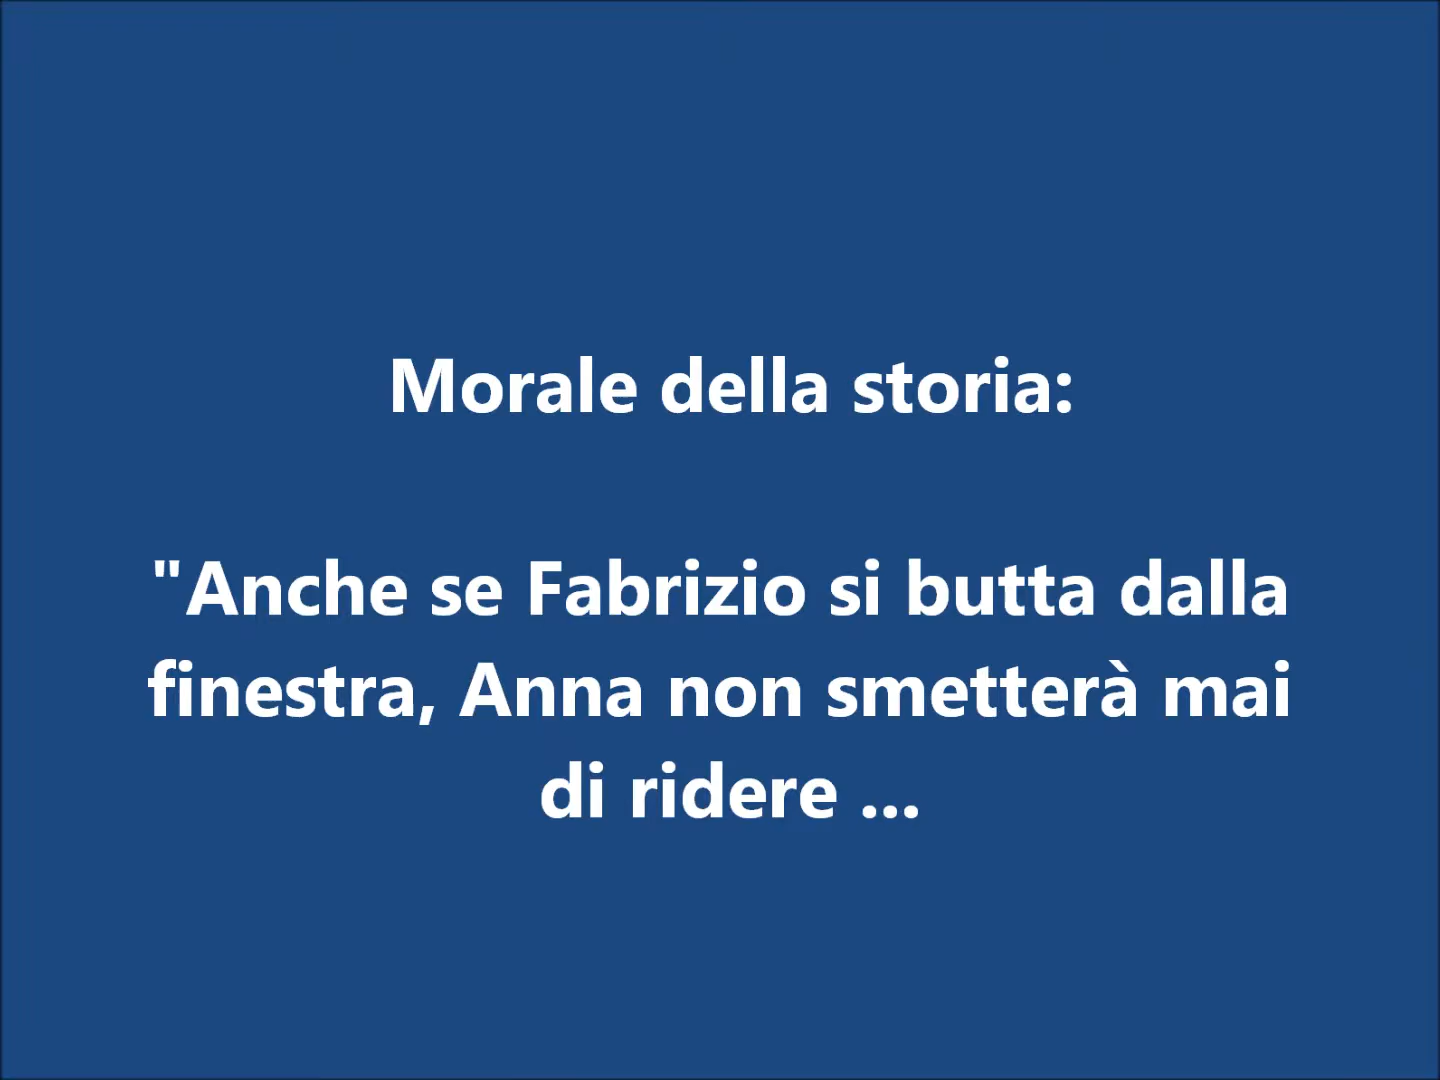 Morale della storia:
"Anche se Fabrizio si butta dalla
finestra, Anna non smetterà mai
di ridere ...